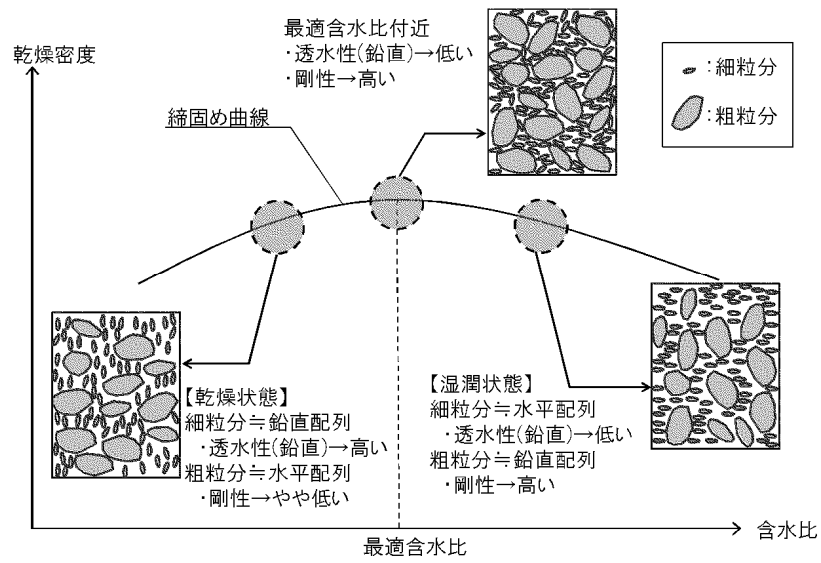 最適含水比付近
・透水性(鉛直)→低い
・剛性→高い
乾燥密度
：細粒分
：粗粒分
締固め曲線
【乾燥状態】
細粒分≒鉛直配列
・透水性(鉛直)→高い
粗粒分≒水平配列
・剛性→やや低い
【湿潤状態】
細粒分≒水平配列
・透水性(鉛直)→低い
粗粒分≒鉛直配列
・剛性→高い
含水比
最適含水比